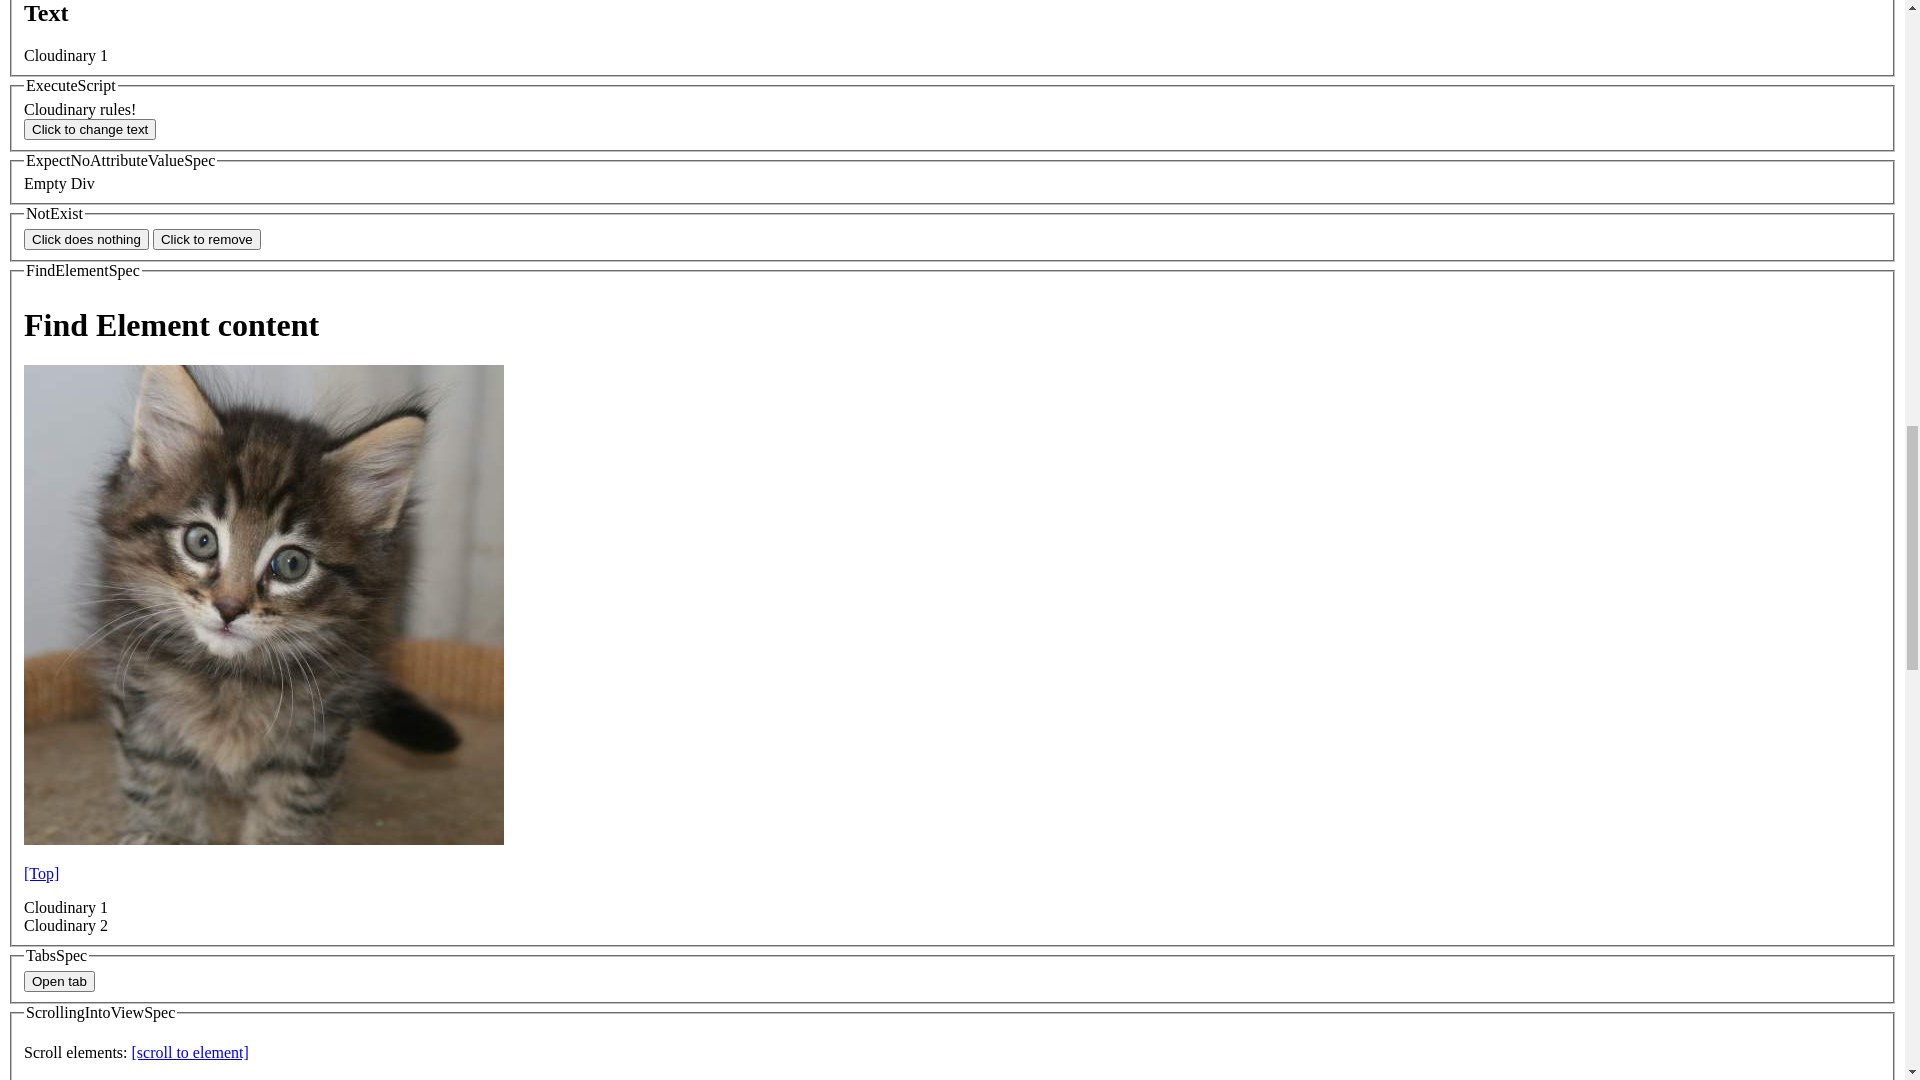 Text
Cloudinary 1
ExecuteScript
Cloudinary rules!
Click to change text
ExpectNoAttributeValueSpec
Empty Div
NotExist
Click does nothing Click to remove
FindElementSpec
Find Element content
[Top]
Cloudinary 1
Cloudinary 2
TabsSpec
Open tab
ScrollingIntoViewSpec
Scroll elements: [scroll to element]